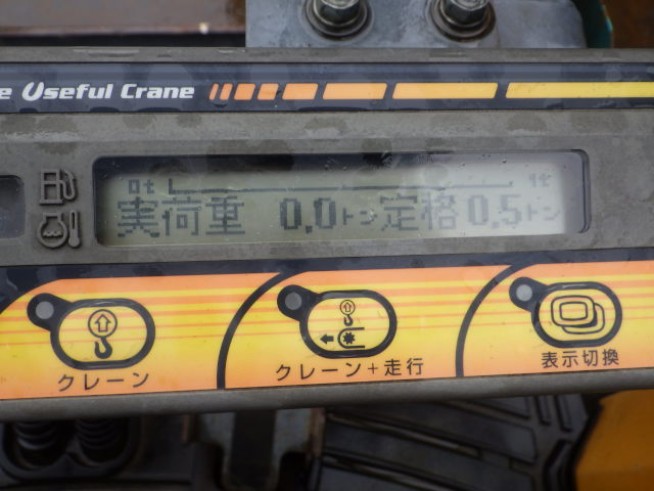 e Useful Crane
0t 1t
実荷重 0.0トン 定格 0.5トン
クレーン
クレーン+走行
表示切換